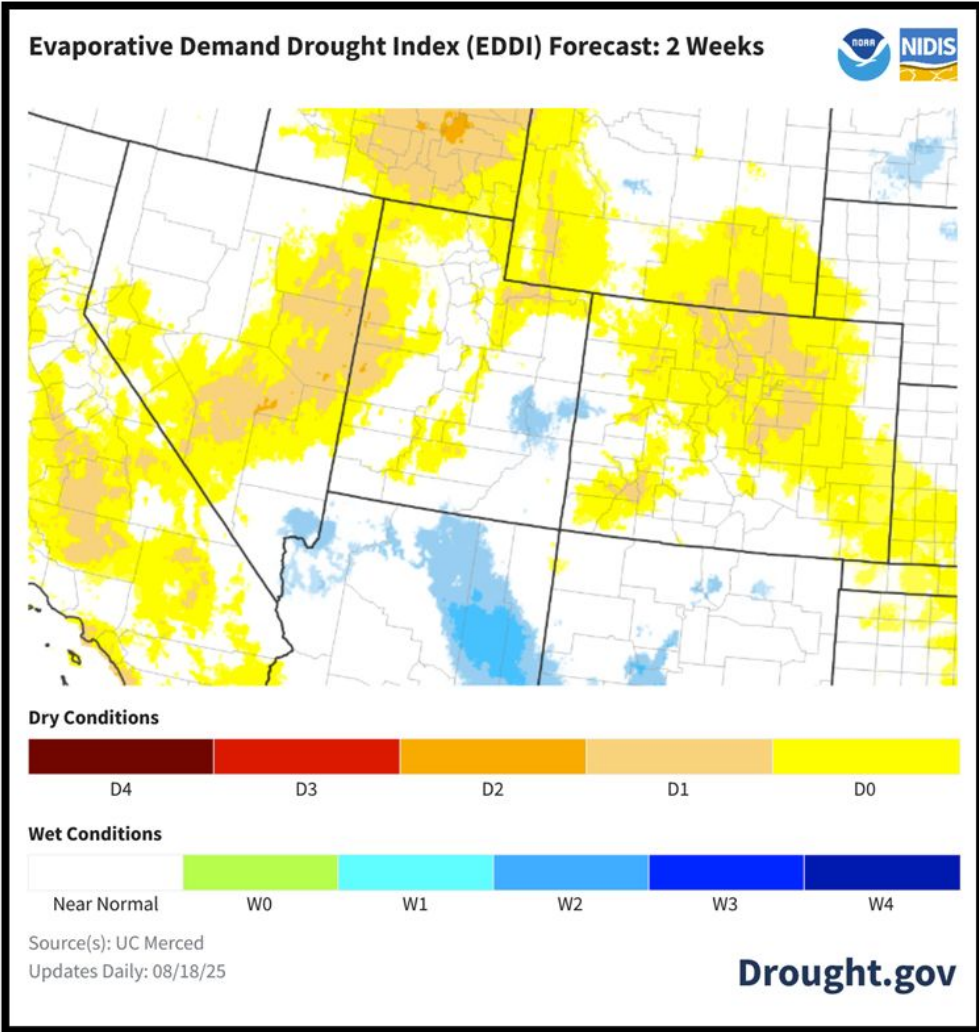 Evaporative Demand Drought Index (EDDI) Forecast: 2 Weeks
NOAA
NIDIS
Dry Conditions
D4 D3 D2 D1 D0
Wet Conditions
Near Normal W0 W1 W2 W3 W4
Source(s): UC Merced
Updates Daily: 08/18/25
Drought.gov